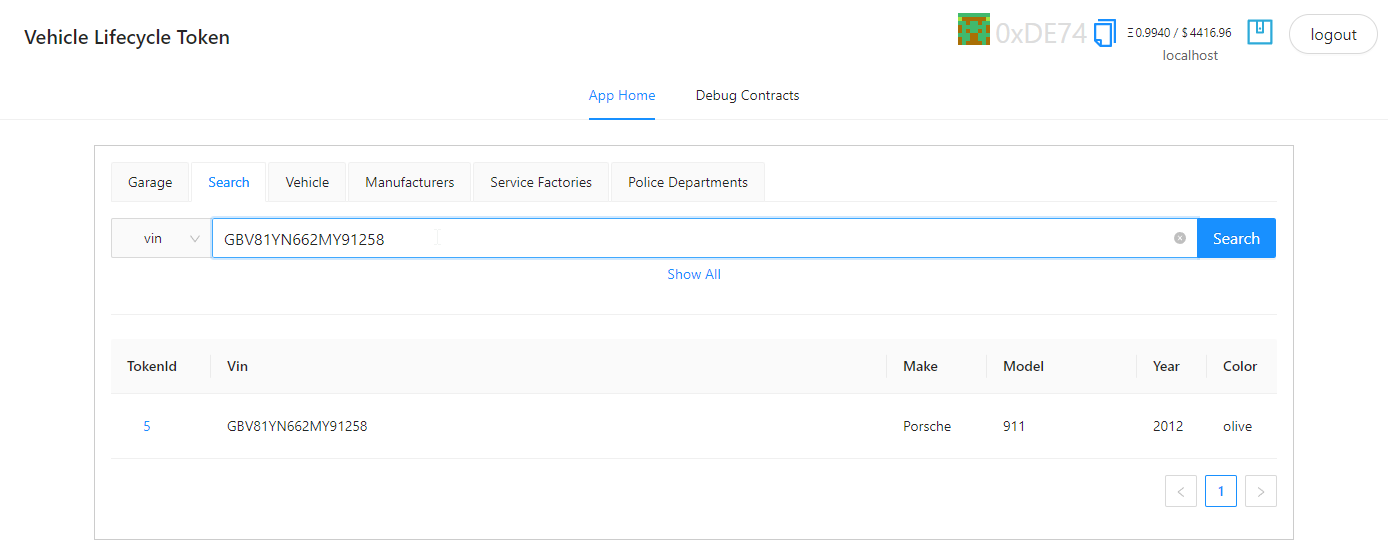 Vehicle Lifecycle Token
0xDE74
Ξ 0.9940 / $ 4416.96
localhost
logout
App Home
Debug Contracts
Garage
Search
Vehicle
Manufacturers
Service Factories
Police Departments
vin
GBV81YN662MY91258
Search
Show All
TokenId Vin Make Model Year Color
5 GBV81YN662MY91258 Porsche 911 2012 olive
< 1 >